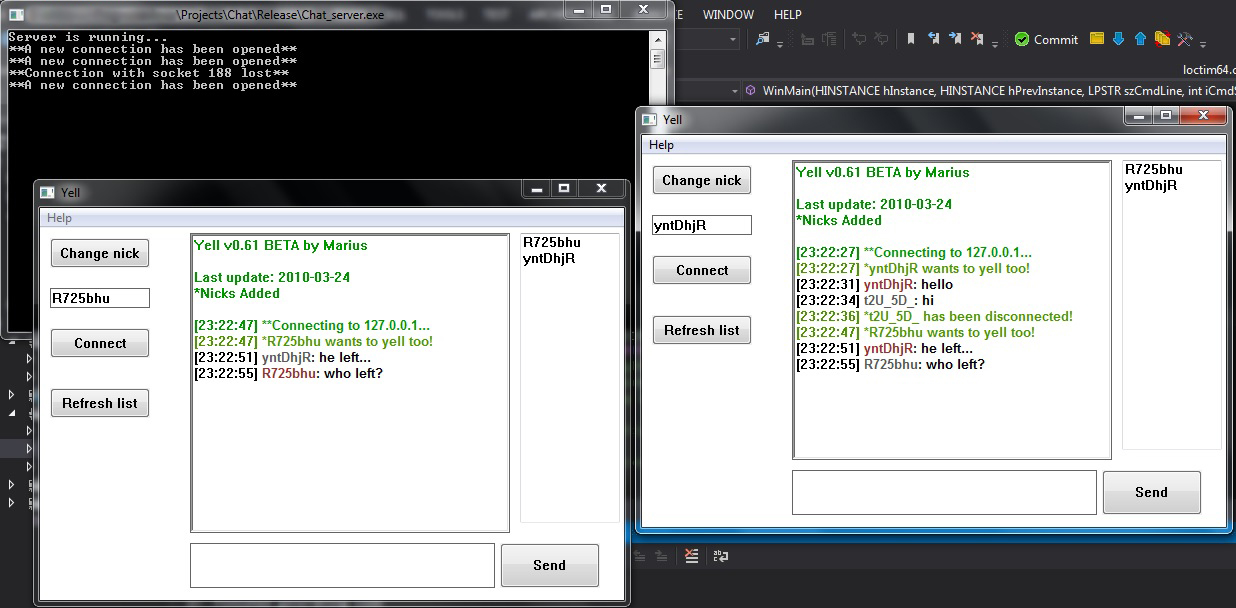 \Projects\Chat\Release\Chat_server.exe
Server is running...
**A new connection has been opened**
**A new connection has been opened**
**Connection with socket 188 lost**
**A new connection has been opened**
WINDOW HELP
Commit
loctim64.c
WinMain(HINSTANCE hInstance, HINSTANCE hPrevInstance, LPSTR szCmdLine, int iCmdS
Yell
Help
Change nick
R725bhu
Connect
Refresh list
Yell v0.61 BETA by Marius
Last update: 2010-03-24
*Nicks Added
[23:22:47] **Connecting to 127.0.0.1...
[23:22:47] *R725bhu wants to yell too!
[23:22:51] yntDhjR: he left...
[23:22:55] R725bhu: who left?
R725bhu
yntDhjR
Send
Yell
Help
Change nick
yntDhjR
Connect
Refresh list
Yell v0.61 BETA by Marius
Last update: 2010-03-24
*Nicks Added
[23:22:27] **Connecting to 127.0.0.1...
[23:22:27] *yntDhjR wants to yell too!
[23:22:31] yntDhjR: hello
[23:22:34] t2U_5D_: hi
[23:22:36] *t2U_5D_ has been disconnected!
[23:22:47] *R725bhu wants to yell too!
[23:22:51] yntDhjR: he left...
[23:22:55] R725bhu: who left?
R725bhu
yntDhjR
Send